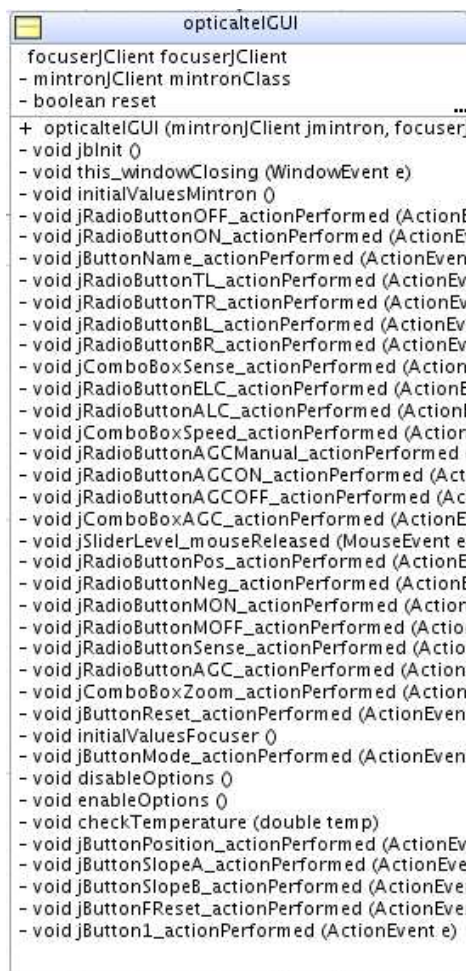 opticaltelGUI
focuserJClient focuserJClient
- mintronJClient mintronClass
- boolean reset
...
+ opticaltelGUI (mintronJClient jmintron, focuserJ
- void jbInit ()
- void this_windowClosing (WindowEvent e)
- void initialValuesMintron ()
- void jRadioButtonOFF_actionPerformed (ActionE
- void jRadioButtonON_actionPerformed (ActionEv
- void jButtonName_actionPerformed (ActionEven
- void jRadioButtonTL_actionPerformed (ActionEv
- void jRadioButtonTR_actionPerformed (ActionEv
- void jRadioButtonBL_actionPerformed (ActionEv
- void jRadioButtonBR_actionPerformed (ActionEv
- void jComboBoxSense_actionPerformed (Action
- void jRadioButtonELC_actionPerformed (ActionE
- void jRadioButtonALC_actionPerformed (ActionE
- void jComboBoxSpeed_actionPerformed (Action
- void jRadioButtonAGCManual_actionPerformed
- void jRadioButtonAGCON_actionPerformed (Act
- void jRadioButtonAGCOFF_actionPerformed (Ac
- void jComboBoxAGC_actionPerformed (ActionE
- void jSliderLevel_mouseReleased (MouseEvent e
- void jRadioButtonPos_actionPerformed (ActionE
- void jRadioButtonNeg_actionPerformed (ActionE
- void jRadioButtonMON_actionPerformed (Action
- void jRadioButtonMOFF_actionPerformed (Actio
- void jRadioButtonSense_actionPerformed (Actio
- void jRadioButtonAGC_actionPerformed (Action
- void jComboBoxZoom_actionPerformed (Action
- void jButtonReset_actionPerformed (ActionEven
- void initialValuesFocuser ()
- void jButtonMode_actionPerformed (ActionEven
- void disableOptions ()
- void enableOptions ()
- void checkTemperature (double temp)
- void jButtonPosition_actionPerformed (ActionEv
- void jButtonSlopeA_actionPerformed (ActionEve
- void jButtonSlopeB_actionPerformed (ActionEve
- void jButtonFReset_actionPerformed (ActionEve
- void jButton1_actionPerformed (ActionEvent e)